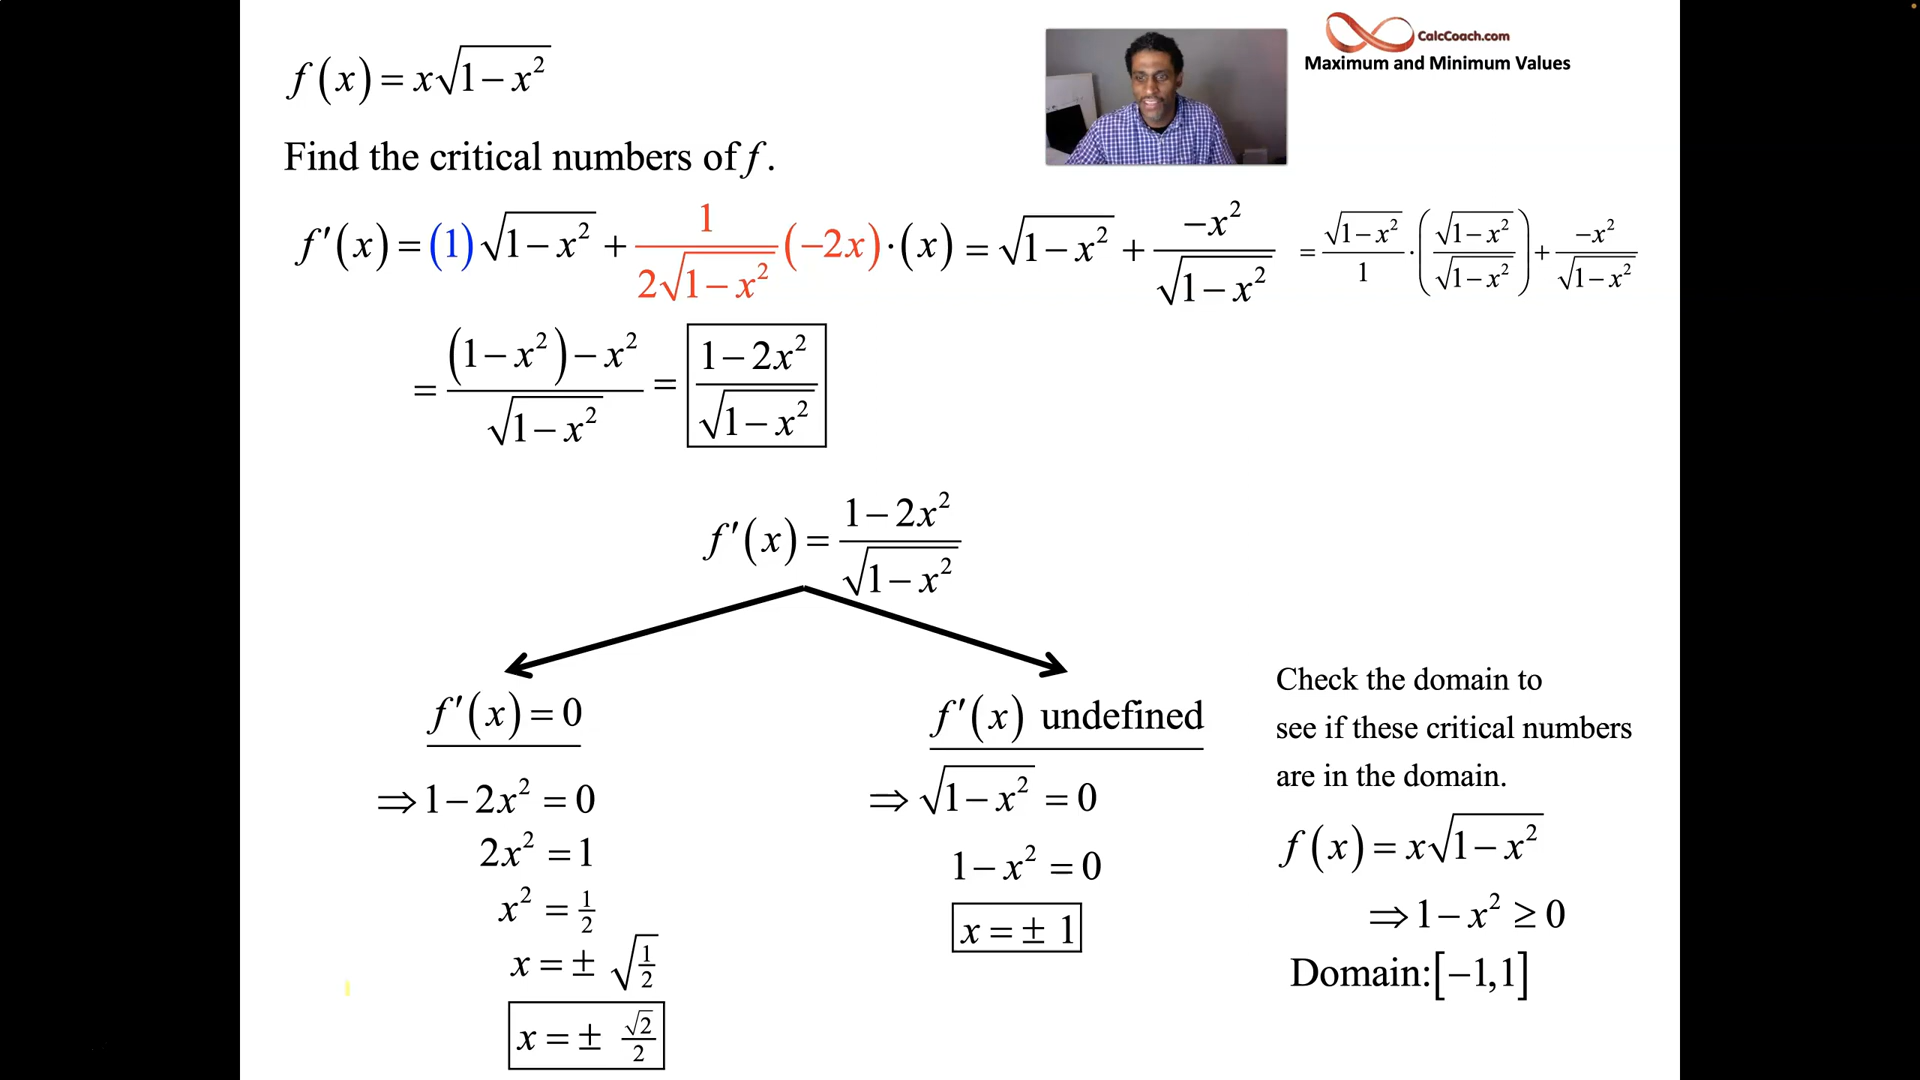 CalcCoach.com
Maximum and Minimum Values
f(x) = x√(1−x²)
Find the critical numbers of f.
f′(x) = (1)√(1−x²) + 1/(2√(1−x²)) (−2x)·(x) = √(1−x²) + −x²/√(1−x²) = √(1−x²)/1 · (√(1−x²)/√(1−x²)) + −x²/√(1−x²)
= ((1−x²)−x²)/√(1−x²) = (1−2x²)/√(1−x²)
f′(x) = (1−2x²)/√(1−x²)
f′(x) = 0
⇒ 1−2x² = 0
2x² = 1
x² = 1/2
x = ± √(1/2)
x = ± √2/2
f′(x) undefined
⇒ √(1−x²) = 0
1−x² = 0
x = ± 1
Check the domain to
see if these critical numbers
are in the domain.
f(x) = x√(1−x²)
⇒ 1−x² ≥ 0
Domain:[−1,1]